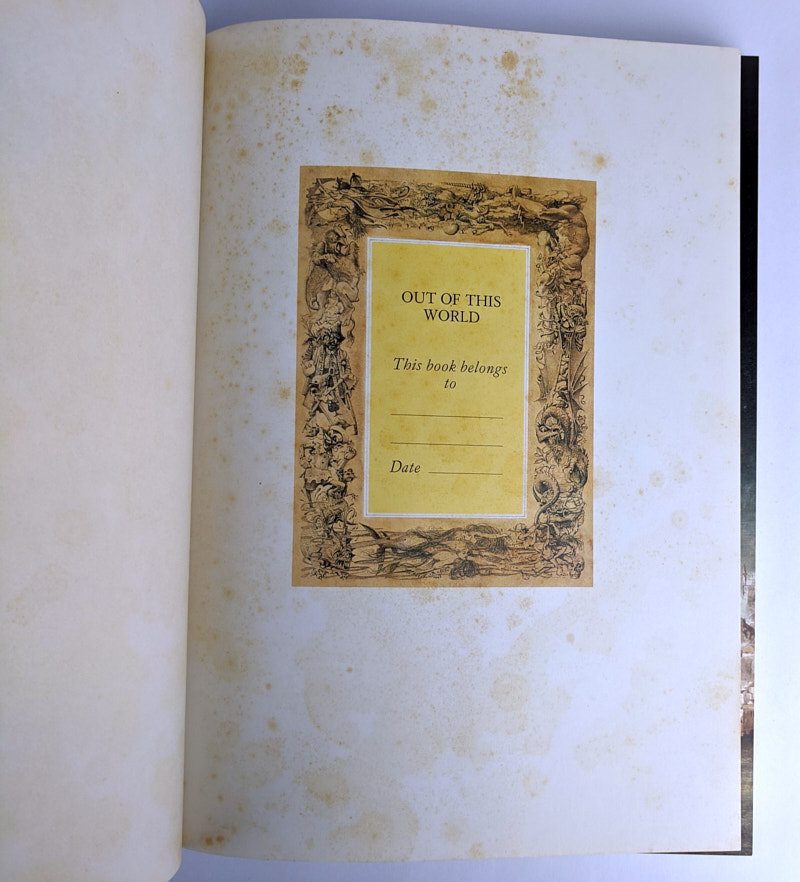 OUT OF THIS
WORLD
This book belongs
to
Date